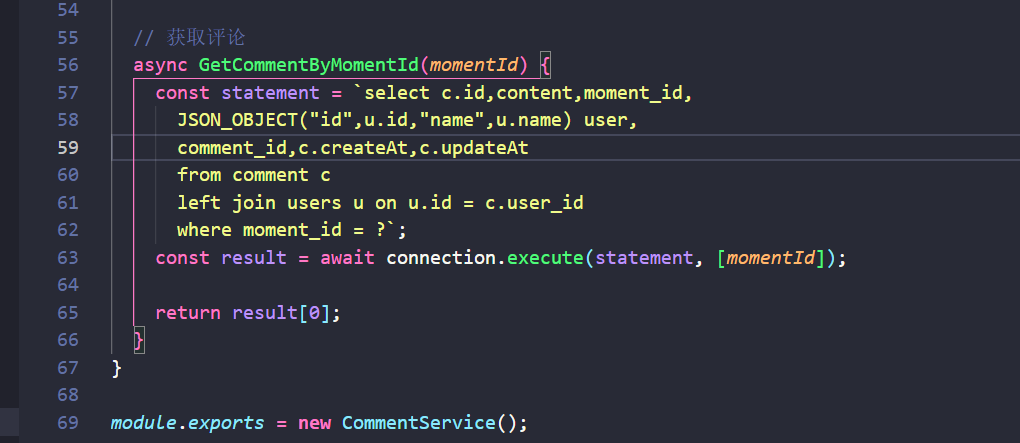 54
55 // 获取评论
56 async GetCommentByMomentId(momentId) {
57 const statement = `select c.id,content,moment_id,
58 JSON_OBJECT("id",u.id,"name",u.name) user,
59 comment_id,c.createAt,c.updateAt
60 from comment c
61 left join users u on u.id = c.user_id
62 where moment_id = ?`;
63 const result = await connection.execute(statement, [momentId]);
64
65 return result[0];
66 }
67 }
68
69 module.exports = new CommentService();